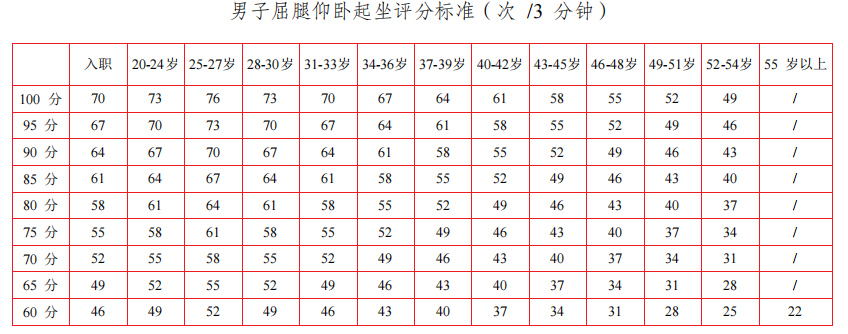 男子屈腿仰卧起坐评分标准（次 /3 分钟）
入职 20-24岁 25-27岁 28-30岁 31-33岁 34-36岁 37-39岁 40-42岁 43-45岁 46-48岁 49-51岁 52-54岁 55 岁以上
100 分 70 73 76 73 70 67 64 61 58 55 52 49 /
95 分 67 70 73 70 67 64 61 58 55 52 49 46 /
90 分 64 67 70 67 64 61 58 55 52 49 46 43 /
85 分 61 64 67 64 61 58 55 52 49 46 43 40 /
80 分 58 61 64 61 58 55 52 49 46 43 40 37 /
75 分 55 58 61 58 55 52 49 46 43 40 37 34 /
70 分 52 55 58 55 52 49 46 43 40 37 34 31 /
65 分 49 52 55 52 49 46 43 40 37 34 31 28 /
60 分 46 49 52 49 46 43 40 37 34 31 28 25 22